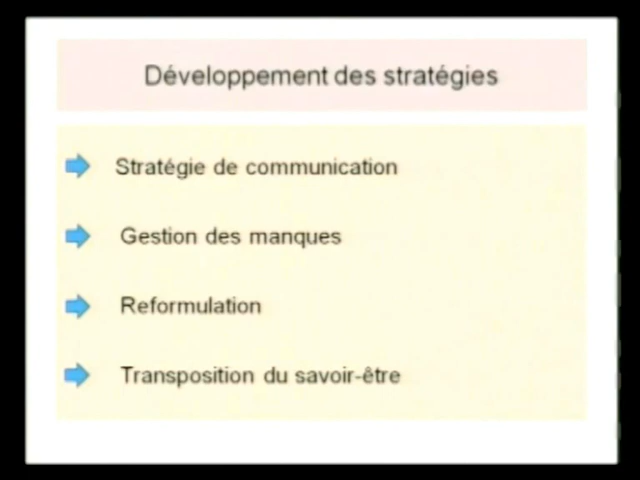 Développement des stratégies
Stratégie de communication
Gestion des manques
Reformulation
Transposition du savoir-être